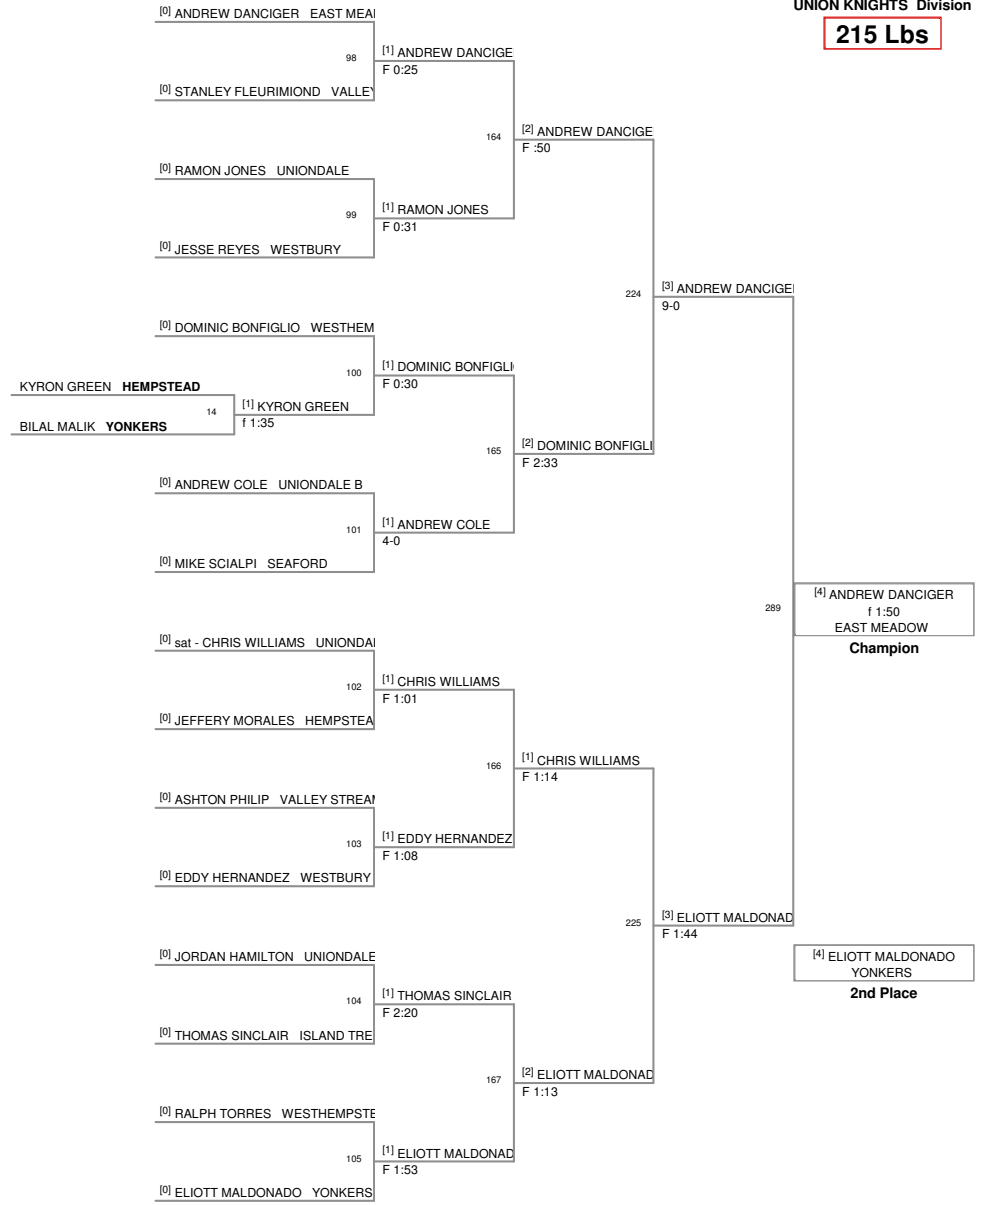 UNION KNIGHTS Division
215 Lbs
[0] ANDREW DANCIGER EAST MEA
98
[1] ANDREW DANCIGE
F 0:25
[0] STANLEY FLEURIMIOND VALLEY
164
[2] ANDREW DANCIGE
F :50
[0] RAMON JONES UNIONDALE
99
[1] RAMON JONES
F 0:31
[0] JESSE REYES WESTBURY
224
[3] ANDREW DANCIGE
9-0
[0] DOMINIC BONFIGLIO WESTHEM
100
[1] DOMINIC BONFIGLI
F 0:30
KYRON GREEN HEMPSTEAD
14
[1] KYRON GREEN
f 1:35
BILAL MALIK YONKERS
165
[2] DOMINIC BONFIGLI
F 2:33
[0] ANDREW COLE UNIONDALE B
101
[1] ANDREW COLE
4-0
[0] MIKE SCIALPI SEAFORD
289
[4] ANDREW DANCIGER
f 1:50
EAST MEADOW
Champion
[0] sat - CHRIS WILLIAMS UNIONDA
102
[1] CHRIS WILLIAMS
F 1:01
[0] JEFFERY MORALES HEMPSTEA
166
[1] CHRIS WILLIAMS
F 1:14
[0] ASHTON PHILIP VALLEY STREA
103
[1] EDDY HERNANDEZ
F 1:08
[0] EDDY HERNANDEZ WESTBURY
225
[3] ELIOTT MALDONAD
F 1:44
[4] ELIOTT MALDONADO
YONKERS
2nd Place
[0] JORDAN HAMILTON UNIONDALE
104
[1] THOMAS SINCLAIR
F 2:20
[0] THOMAS SINCLAIR ISLAND TRE
167
[2] ELIOTT MALDONAD
F 1:13
[0] RALPH TORRES WESTHEMPSTE
105
[1] ELIOTT MALDONAD
F 1:53
[0] ELIOTT MALDONADO YONKERS